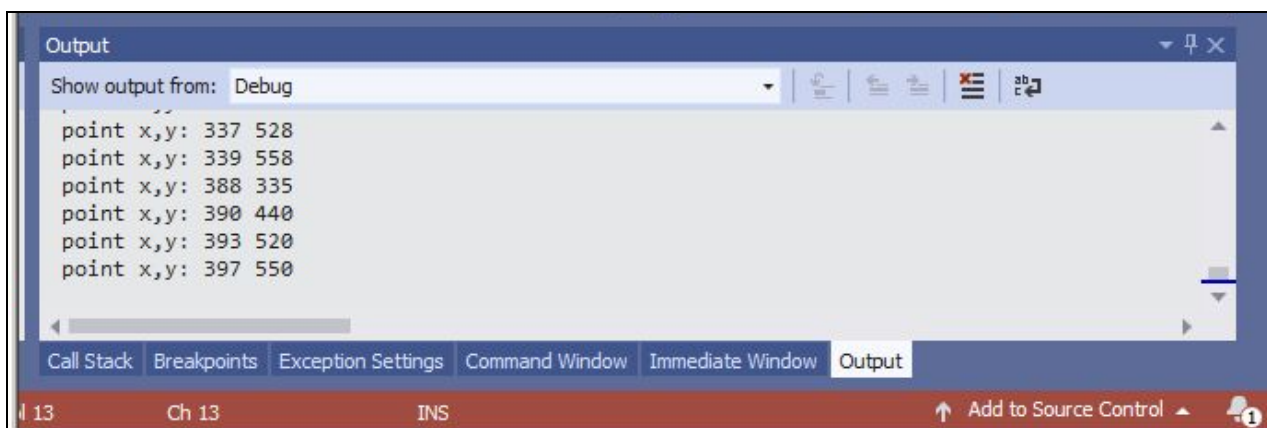 Output
Show output from: Debug
point x,y: 337 528
point x,y: 339 558
point x,y: 388 335
point x,y: 390 440
point x,y: 393 520
point x,y: 397 550
Call Stack Breakpoints Exception Settings Command Window Immediate Window Output
13 Ch 13 INS Add to Source Control 1